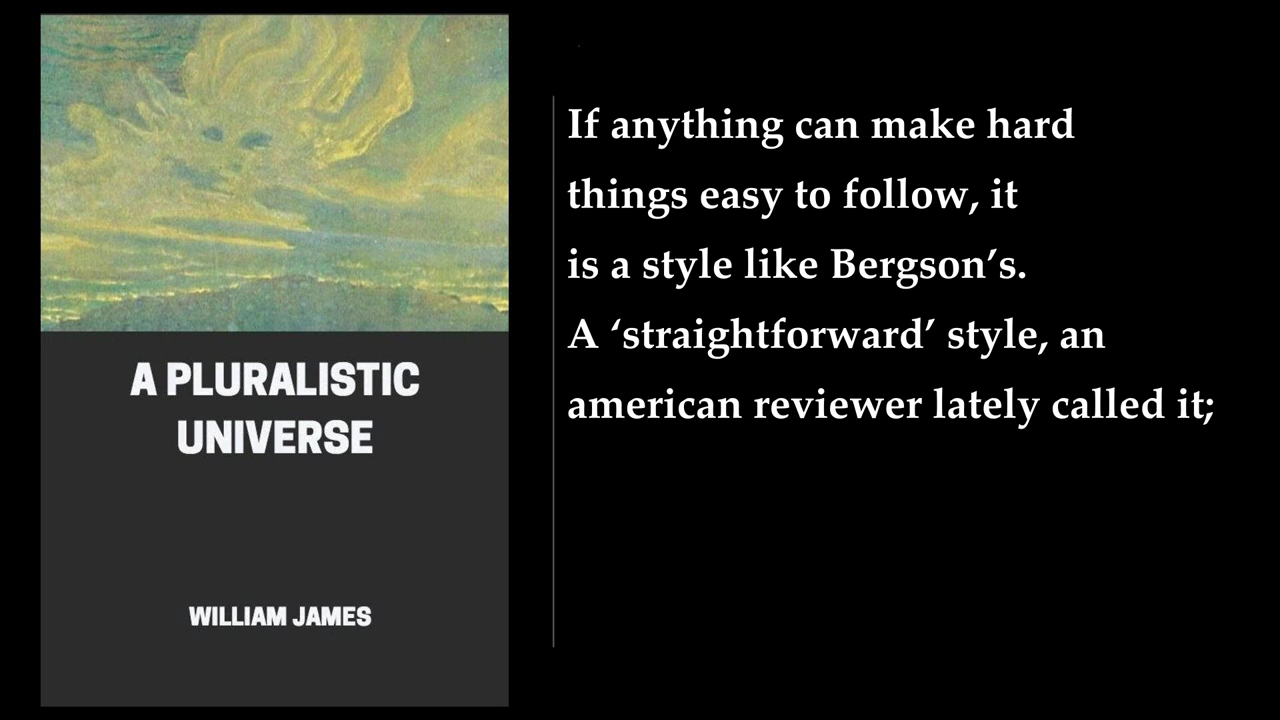 A PLURALISTIC
UNIVERSE
WILLIAM JAMES
If anything can make hard
things easy to follow, it
is a style like Bergson’s.
A ‘straightforward’ style, an
american reviewer lately called it;